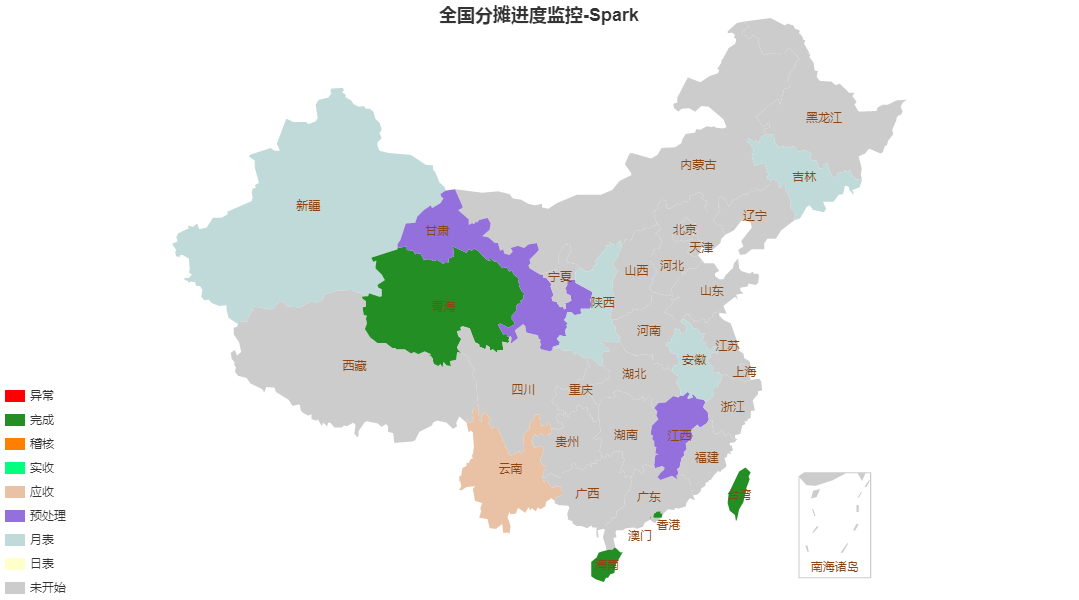 全国分摊进度监控-Spark
黑龙江
内蒙古
吉林
新疆
辽宁
北京
甘肃
天津
河北
山西
宁夏
山东
陕西
青海
河南
江苏
安徽
西藏
上海
湖北
四川
重庆
浙江
湖南
江西
贵州
福建
云南
广西
广东
台湾
香港
澳门
海南
南海诸岛
异常
完成
稽核
实收
应收
预处理
月表
日表
未开始